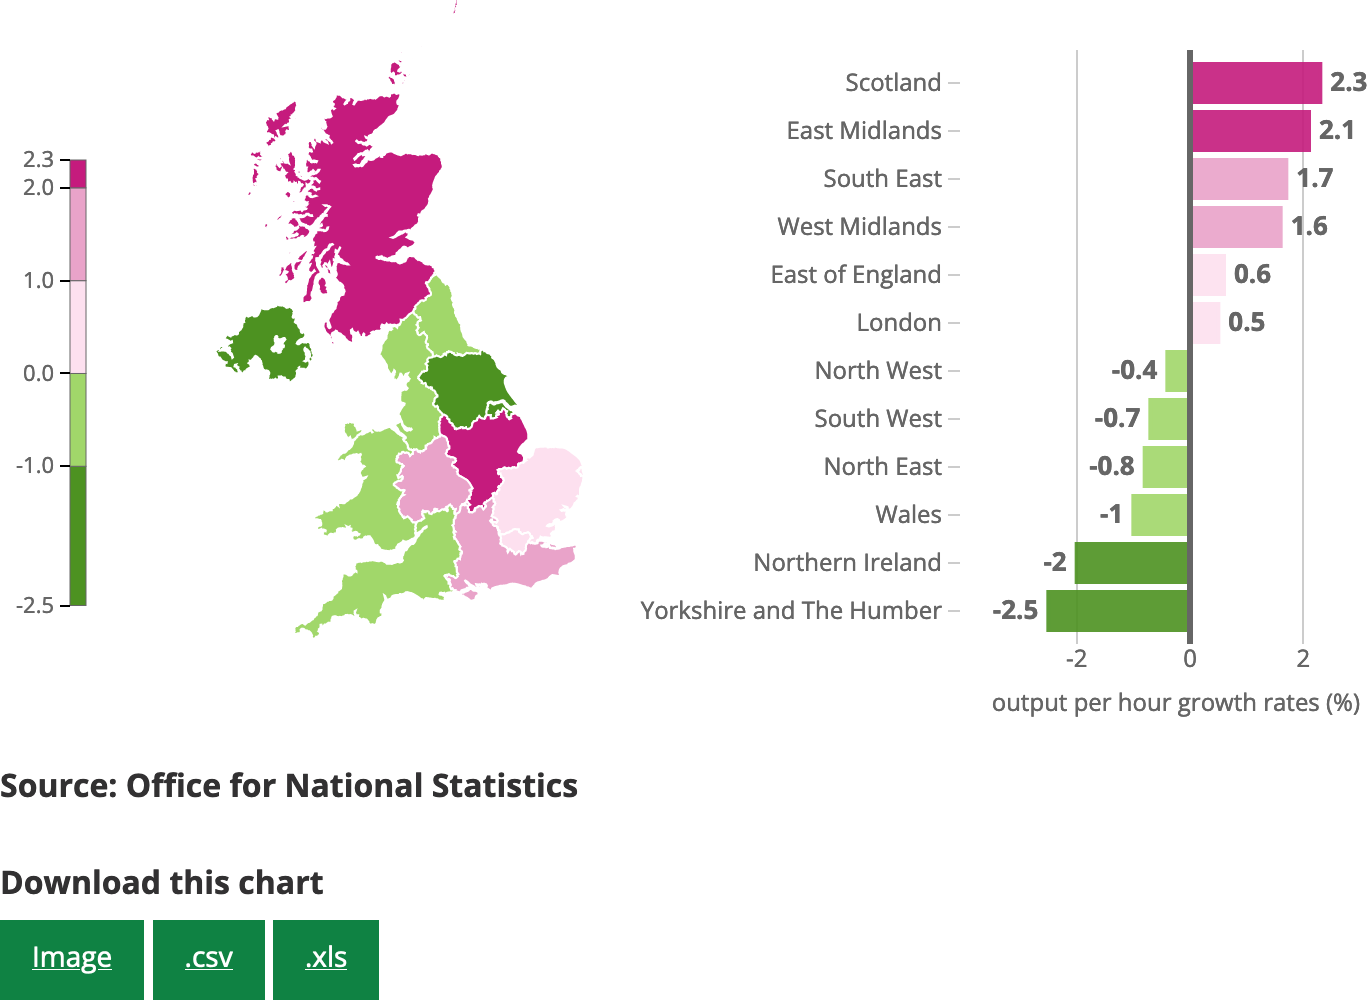 2.3
2.0
1.0
0.0
-1.0
-2.5
Scotland 2.3
East Midlands 2.1
South East 1.7
West Midlands 1.6
East of England 0.6
London 0.5
North West -0.4
South West -0.7
North East -0.8
Wales -1
Northern Ireland -2
Yorkshire and The Humber -2.5
-2 0 2
output per hour growth rates (%)
Source: Office for National Statistics
Download this chart
Image .csv .xls